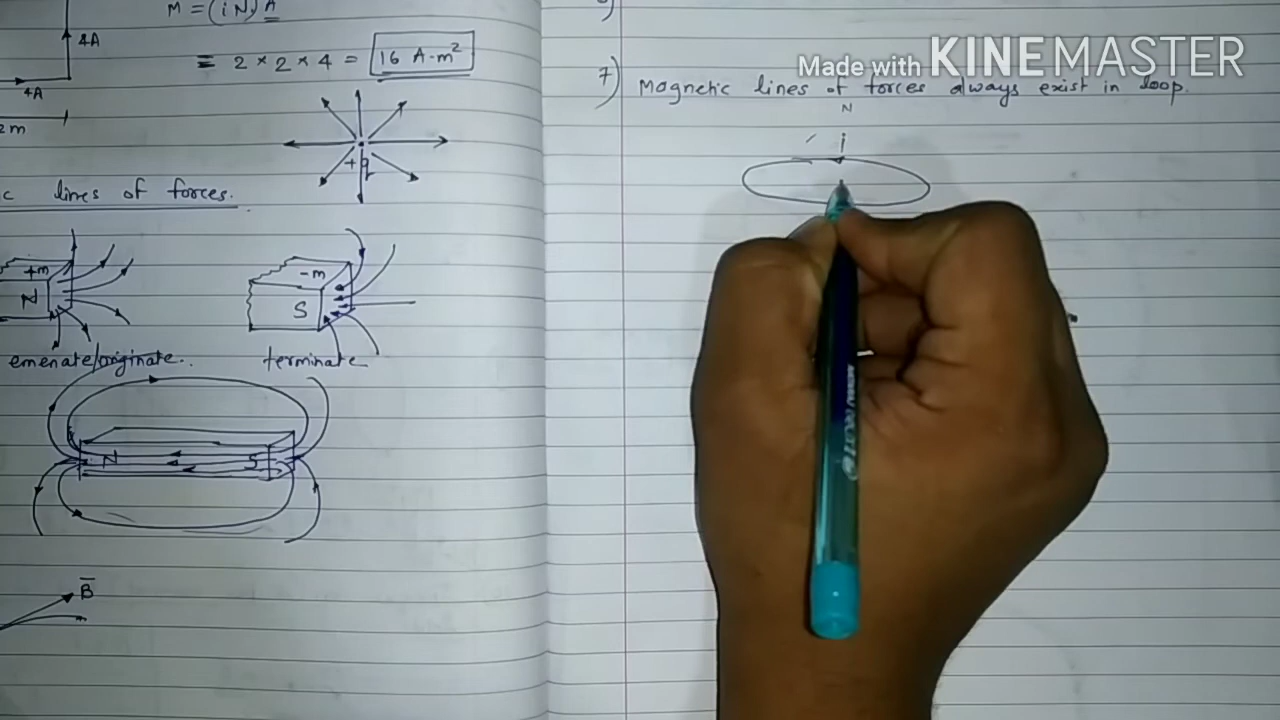 M = (iN) A
= 2 × 2 × 4 = 16 A-m²
4A
4A
2m
+q
c lines of forces.
+m
N
-m
S
emenate/originate.
terminate
N
S
B̅
7) Magnetic lines of forces always exist in loop.
N
i
Made with KINEMASTER